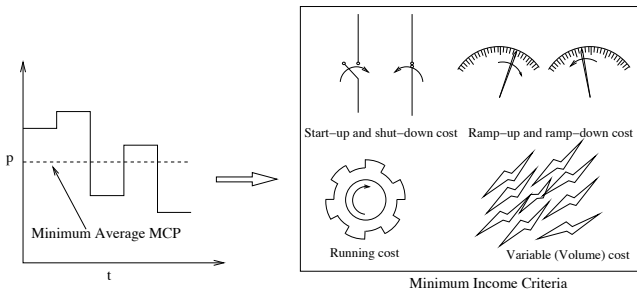 p
Minimum Average MCP
t
Start-up and shut-down cost
Ramp-up and ramp-down cost
Running cost
Variable (Volume) cost
Minimum Income Criteria